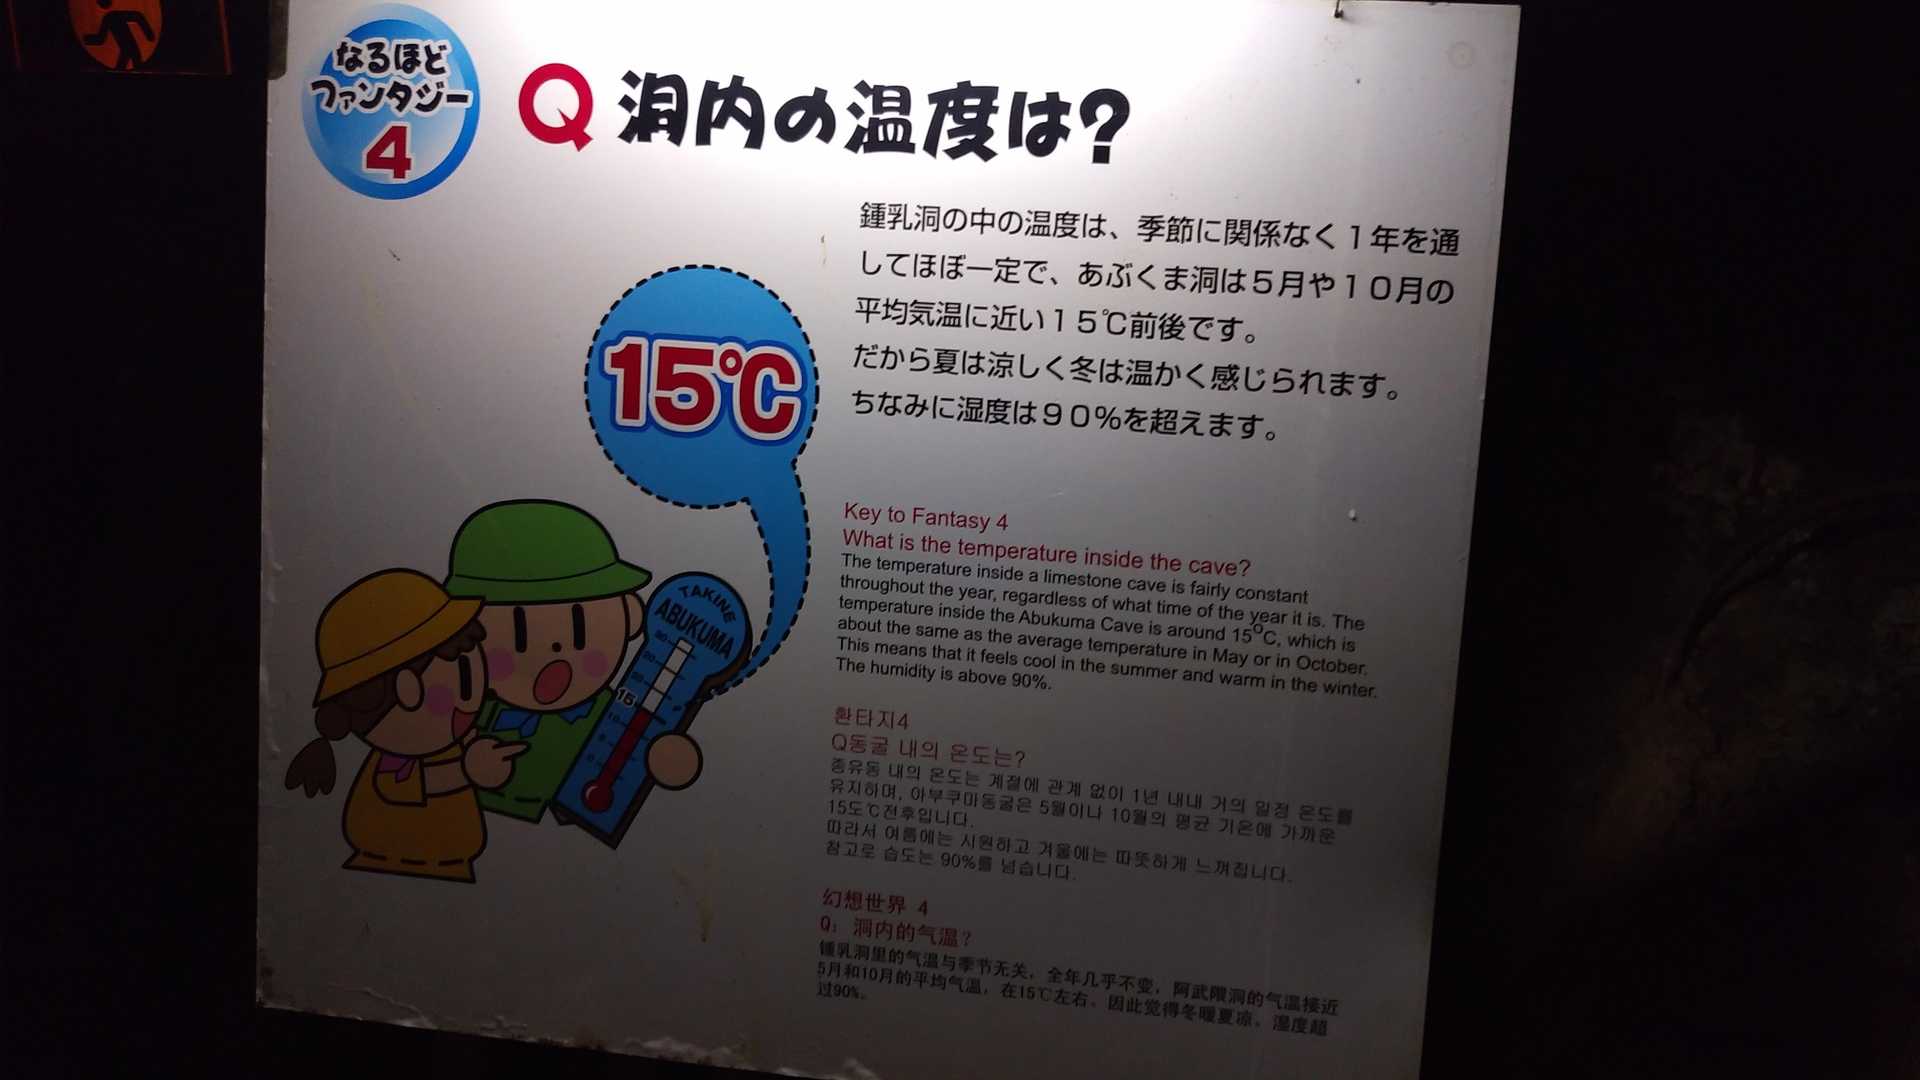 なるほど
ファンタジー
4
Q 洞内の温度は?
鍾乳洞の中の温度は、季節に関係なく1年を通
してほぼ一定で、あぶくま洞は5月や10月の
平均気温に近い15℃前後です。
だから夏は涼しく冬は温かく感じられます。
ちなみに湿度は90%を超えます。
15℃
TAKINE
ABUKUMA
15
10
Key to Fantasy 4
What is the temperature inside the cave?
The temperature inside a limestone cave is fairly constant
throughout the year, regardless of what time of the year it is. The
temperature inside the Abukuma Cave is around 15°C, which is
about the same as the average temperature in May or in October.
This means that it feels cool in the summer and warm in the winter.
The humidity is above 90%.
환타지4
Q동굴 내의 온도는?
종유동 내의 온도는 계절에 관계 없이 1년 내내 거의 일정 온도를
유지하며, 아부쿠마동굴은 5월이나 10월의 평균 기온에 가까운
15도℃전후입니다.
따라서 여름에는 시원하고 겨울에는 따뜻하게 느껴집니다.
참고로 습도는 90%를 넘습니다.
幻想世界 4
Q: 洞内的气温?
锺乳洞里的气温与季节无关，全年几乎不变，阿武隈洞的气温接近
5月和10月的平均气温，在15℃左右。因此觉得冬暖夏凉。湿度超
过90%。